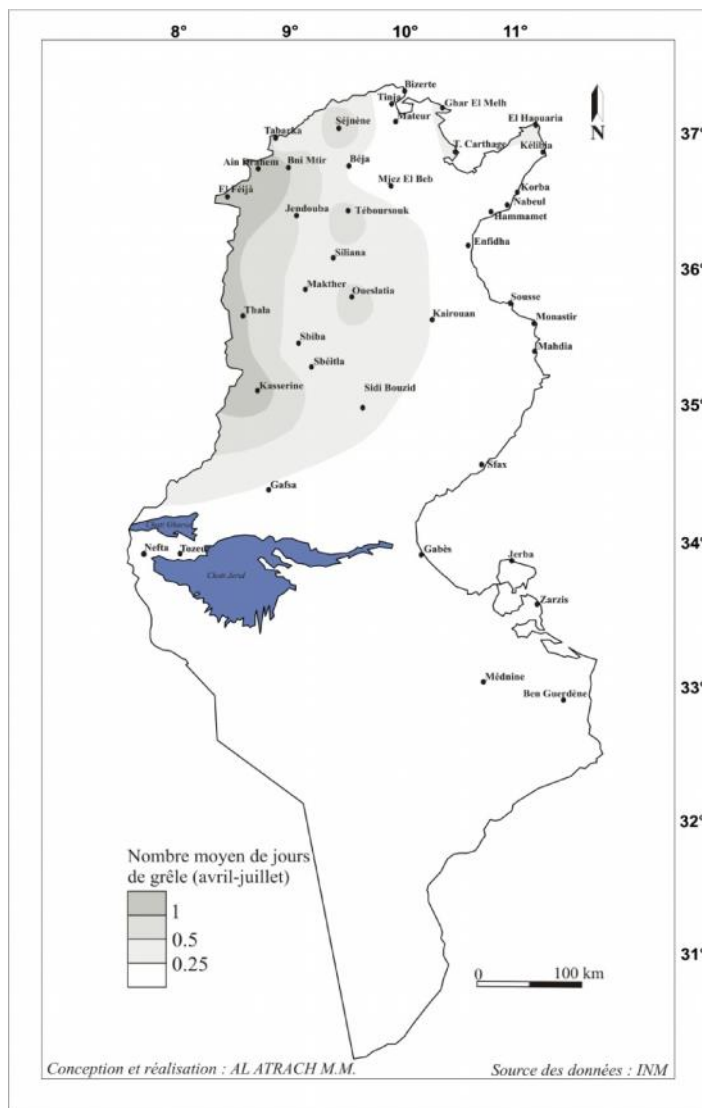 8° 9° 10° 11°
Bizerte
Tinja
Ghar El Melh
Mateur
Séjnène
El Haouaria
N
37°
Tabarka
T. Carthage
Kélibia
Ain Drahem
Bni Mtir
Béja
Mjez El Beb
El Féijà
Korba
Nabeul
Jendouba
Téboursouk
Hammamet
Enfidha
36°
Siliana
Makther
Oueslatia
Sousse
Thala
Kairouan
Monastir
Sbiba
Mahdia
Sbéitla
Kasserine
Sidi Bouzid
35°
Sfax
Gafsa
Nefta
Tozeur
Gabès
Jerba
34°
Chott Jerid
Zarzis
Médnine
33°
Ben Guerdène
32°
Nombre moyen de jours
de grêle (avril-juillet)
1
0.5
0.25
31°
0 100 km
Conception et réalisation : AL ATRACH M.M. Source des données : INM